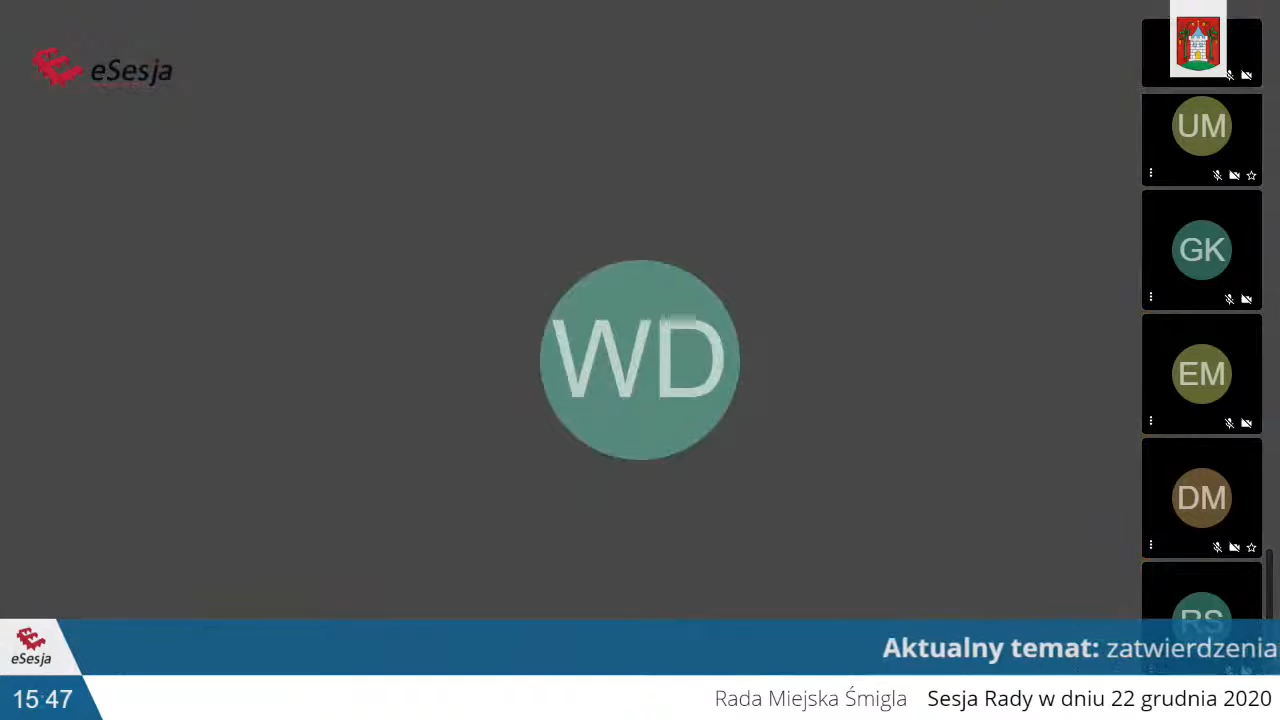 eSesja
UM
GK
WD
EM
DM
RS
Aktualny temat: zatwierdzenia
eSesja
15:47
Rada Miejska Śmigla Sesja Rady w dniu 22 grudnia 2020